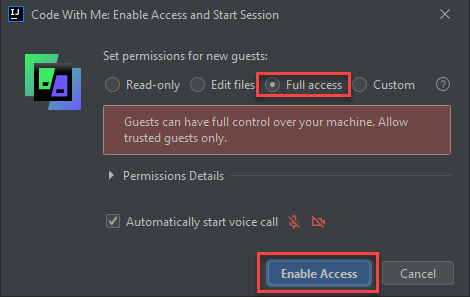 IJ
Code With Me: Enable Access and Start Session
Set permissions for new guests:
Read-only Edit files Full access Custom ?
Guests can have full control over your machine. Allow
trusted guests only.
Permissions Details
Automatically start voice call
Enable Access Cancel